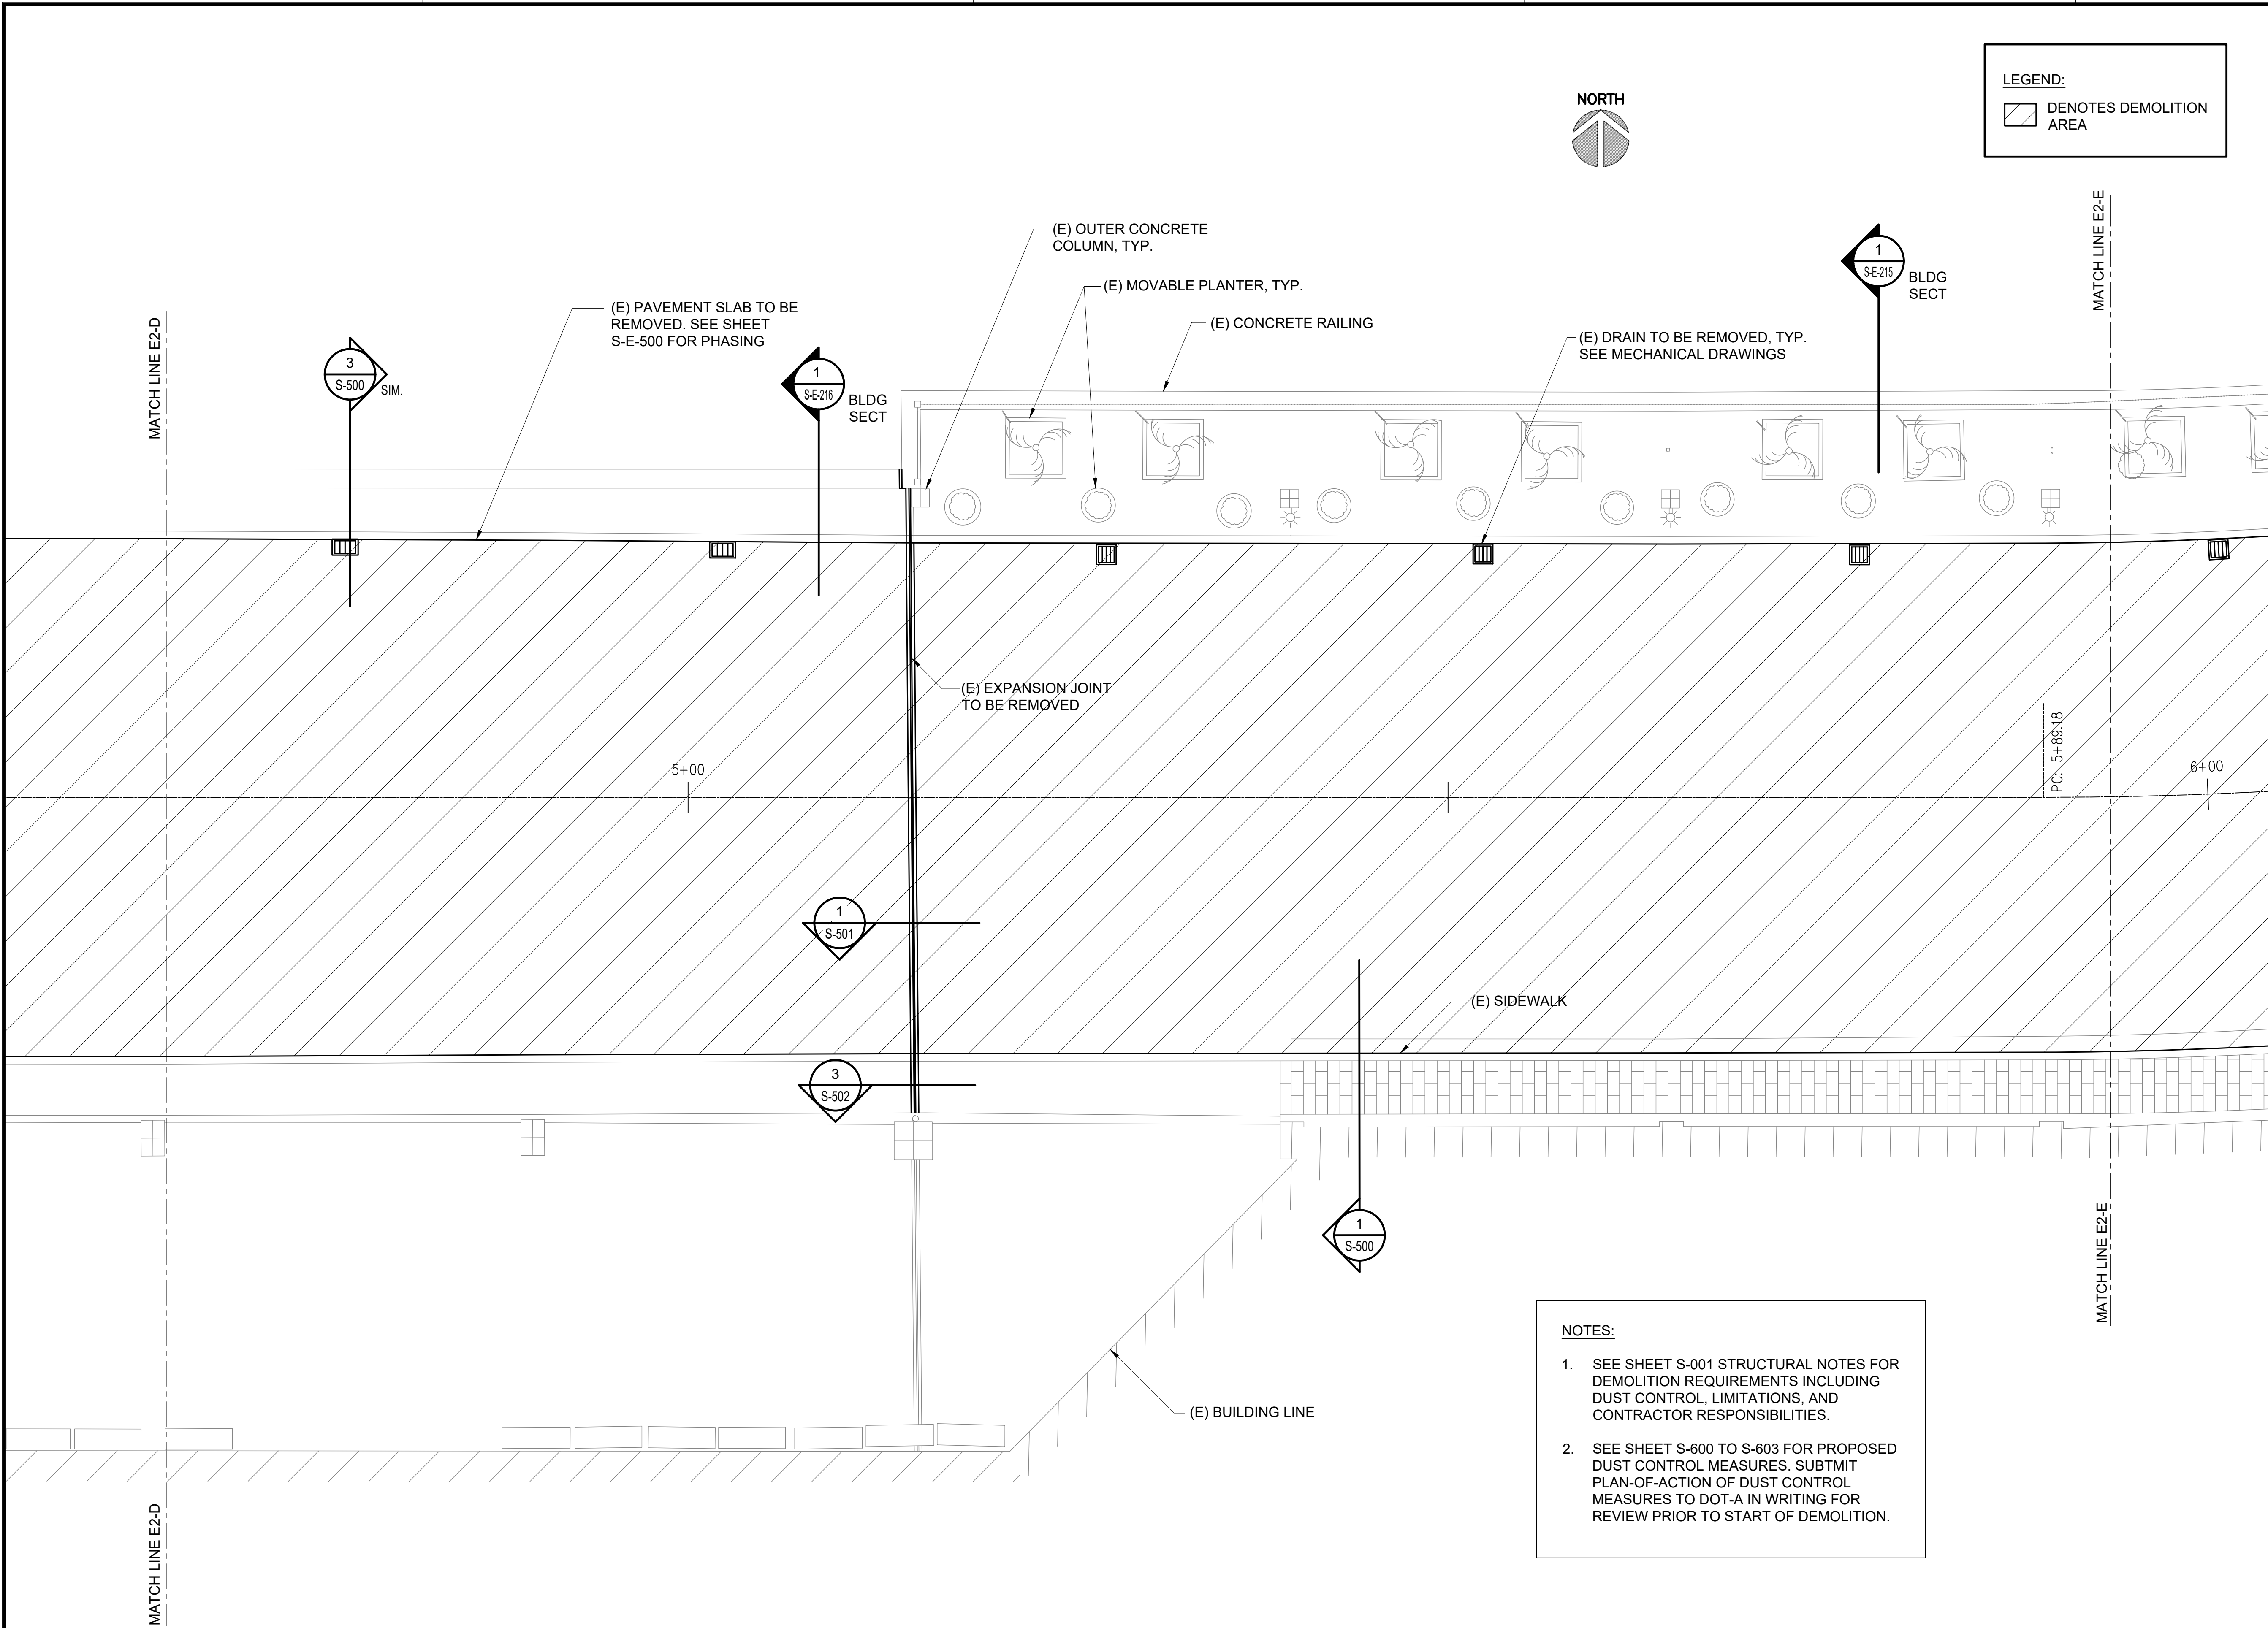 LEGEND:
DENOTES DEMOLITION
AREA
NORTH
MATCH LINE E2-D
MATCH LINE E2-E
(E) OUTER CONCRETE
COLUMN, TYP.
(E) MOVABLE PLANTER, TYP.
(E) CONCRETE RAILING
(E) PAVEMENT SLAB TO BE
REMOVED. SEE SHEET
S-E-500 FOR PHASING
(E) DRAIN TO BE REMOVED, TYP.
SEE MECHANICAL DRAWINGS
1
S-E-215
BLDG
SECT
3
S-500
SIM.
1
S-E-216
BLDG
SECT
(E) EXPANSION JOINT
TO BE REMOVED
5+00
PC: 5+89.18
6+00
1
S-501
(E) SIDEWALK
3
S-502
1
S-500
(E) BUILDING LINE
MATCH LINE E2-D
MATCH LINE E2-E
NOTES:
1. SEE SHEET S-001 STRUCTURAL NOTES FOR
DEMOLITION REQUIREMENTS INCLUDING
DUST CONTROL, LIMITATIONS, AND
CONTRACTOR RESPONSIBILITIES.
2. SEE SHEET S-600 TO S-603 FOR PROPOSED
DUST CONTROL MEASURES. SUBTMIT
PLAN-OF-ACTION OF DUST CONTROL
MEASURES TO DOT-A IN WRITING FOR
REVIEW PRIOR TO START OF DEMOLITION.